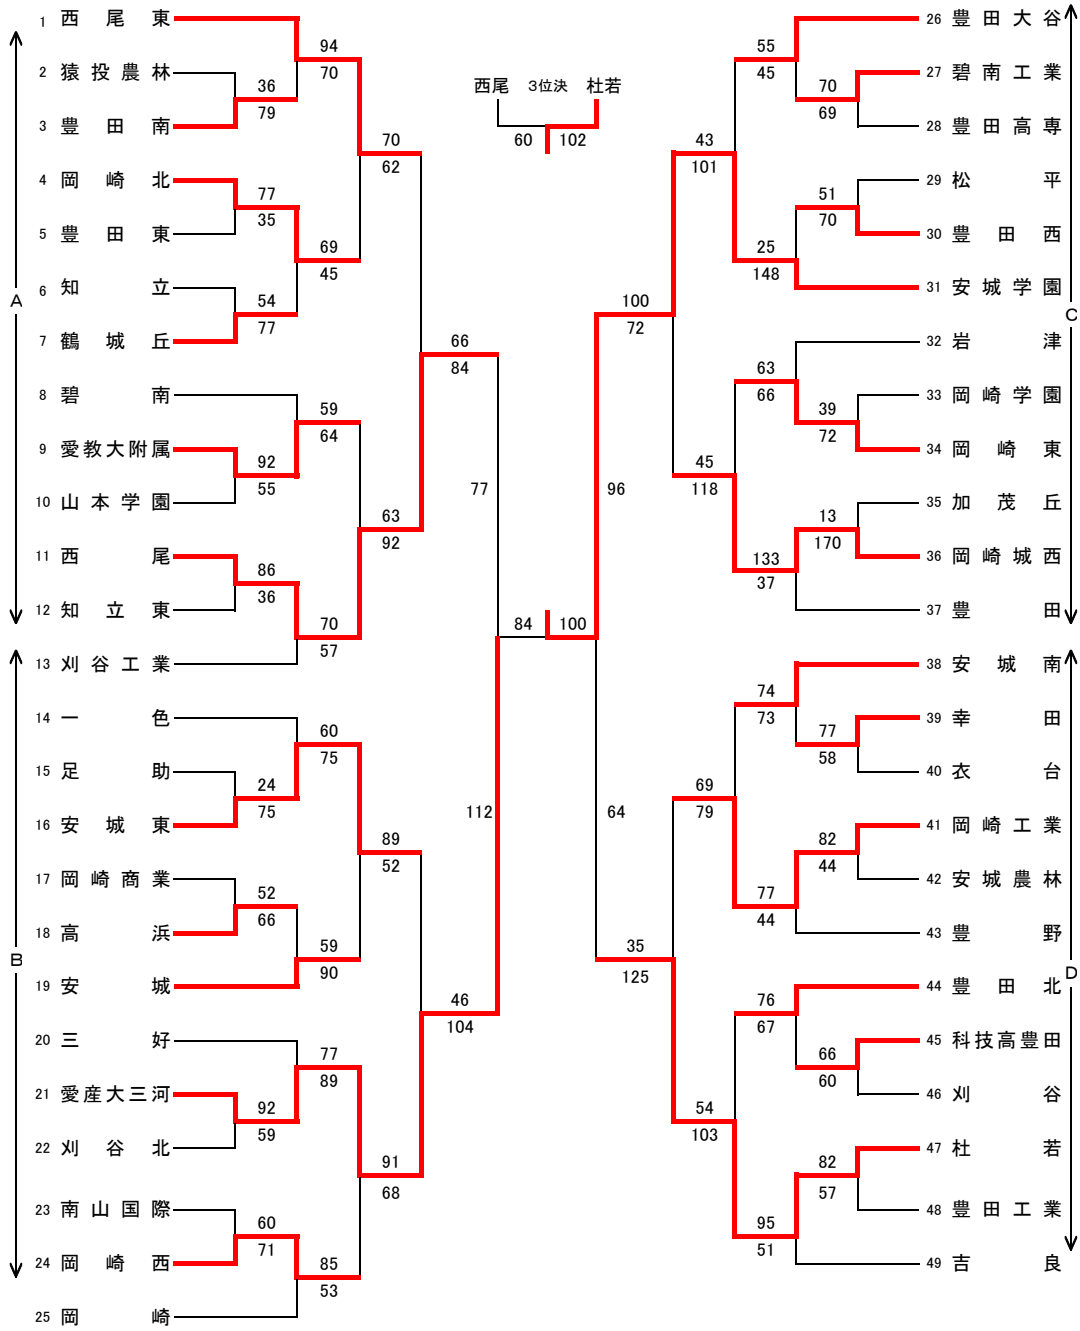 1 西尾東
2 猿投農林
3 豊田南
4 岡崎北
5 豊田東
6 知立
7 鶴城丘
8 碧南
9 愛教大附属
10 山本学園
11 西尾
12 知立東
13 刈谷工業
14 一色
15 足助
16 安城東
17 岡崎商業
18 高浜
19 安城
20 三好
21 愛産大三河
22 刈谷北
23 南山国際
24 岡崎西
25 岡崎
A
B
36
79
77
35
54
77
92
55
86
36
24
75
52
66
92
59
60
71
94
70
69
45
59
64
70
57
60
75
59
90
77
89
85
53
70
62
63
92
89
52
91
68
66
84
46
104
77
112
西尾 3位決 杜若
60 102
84 100
96
64
100
72
35
125
43
101
45
118
69
79
54
103
55
45
25
148
63
66
133
37
74
73
77
44
76
67
95
51
70
69
51
70
39
72
13
170
77
58
82
44
66
60
82
57
26 豊田大谷
27 碧南工業
28 豊田高専
29 松平
30 豊田西
31 安城学園
32 岩津
33 岡崎学園
34 岡崎東
35 加茂丘
36 岡崎城西
37 豊田
38 安城南
39 幸田
40 衣台
41 岡崎工業
42 安城農林
43 豊野
44 豊田北
45 科技高豊田
46 刈谷
47 杜若
48 豊田工業
49 吉良
C
D